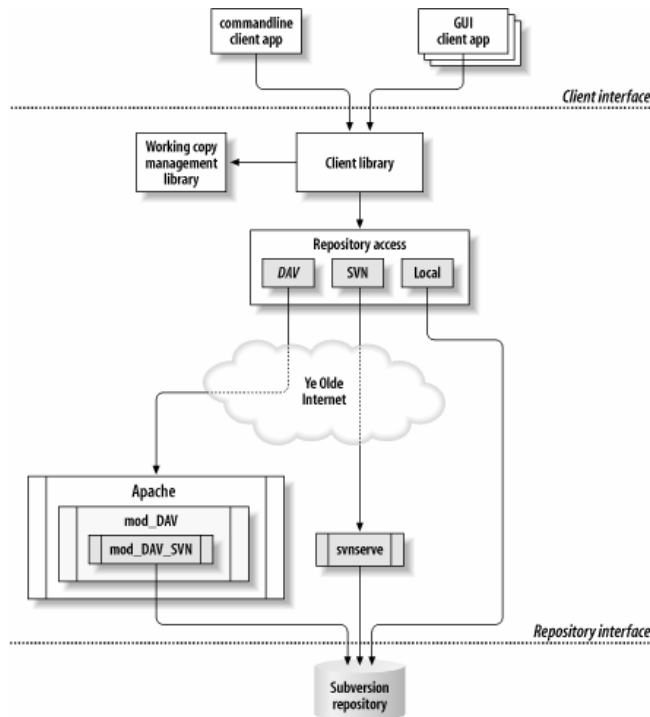 commandline
client app
GUI
client app
Client interface
Working copy
management
library
Client library
Repository access
DAV
SVN
Local
Ye Olde
Internet
Apache
mod_DAV
mod_DAV_SVN
svnserve
Repository interface
Subversion
repository